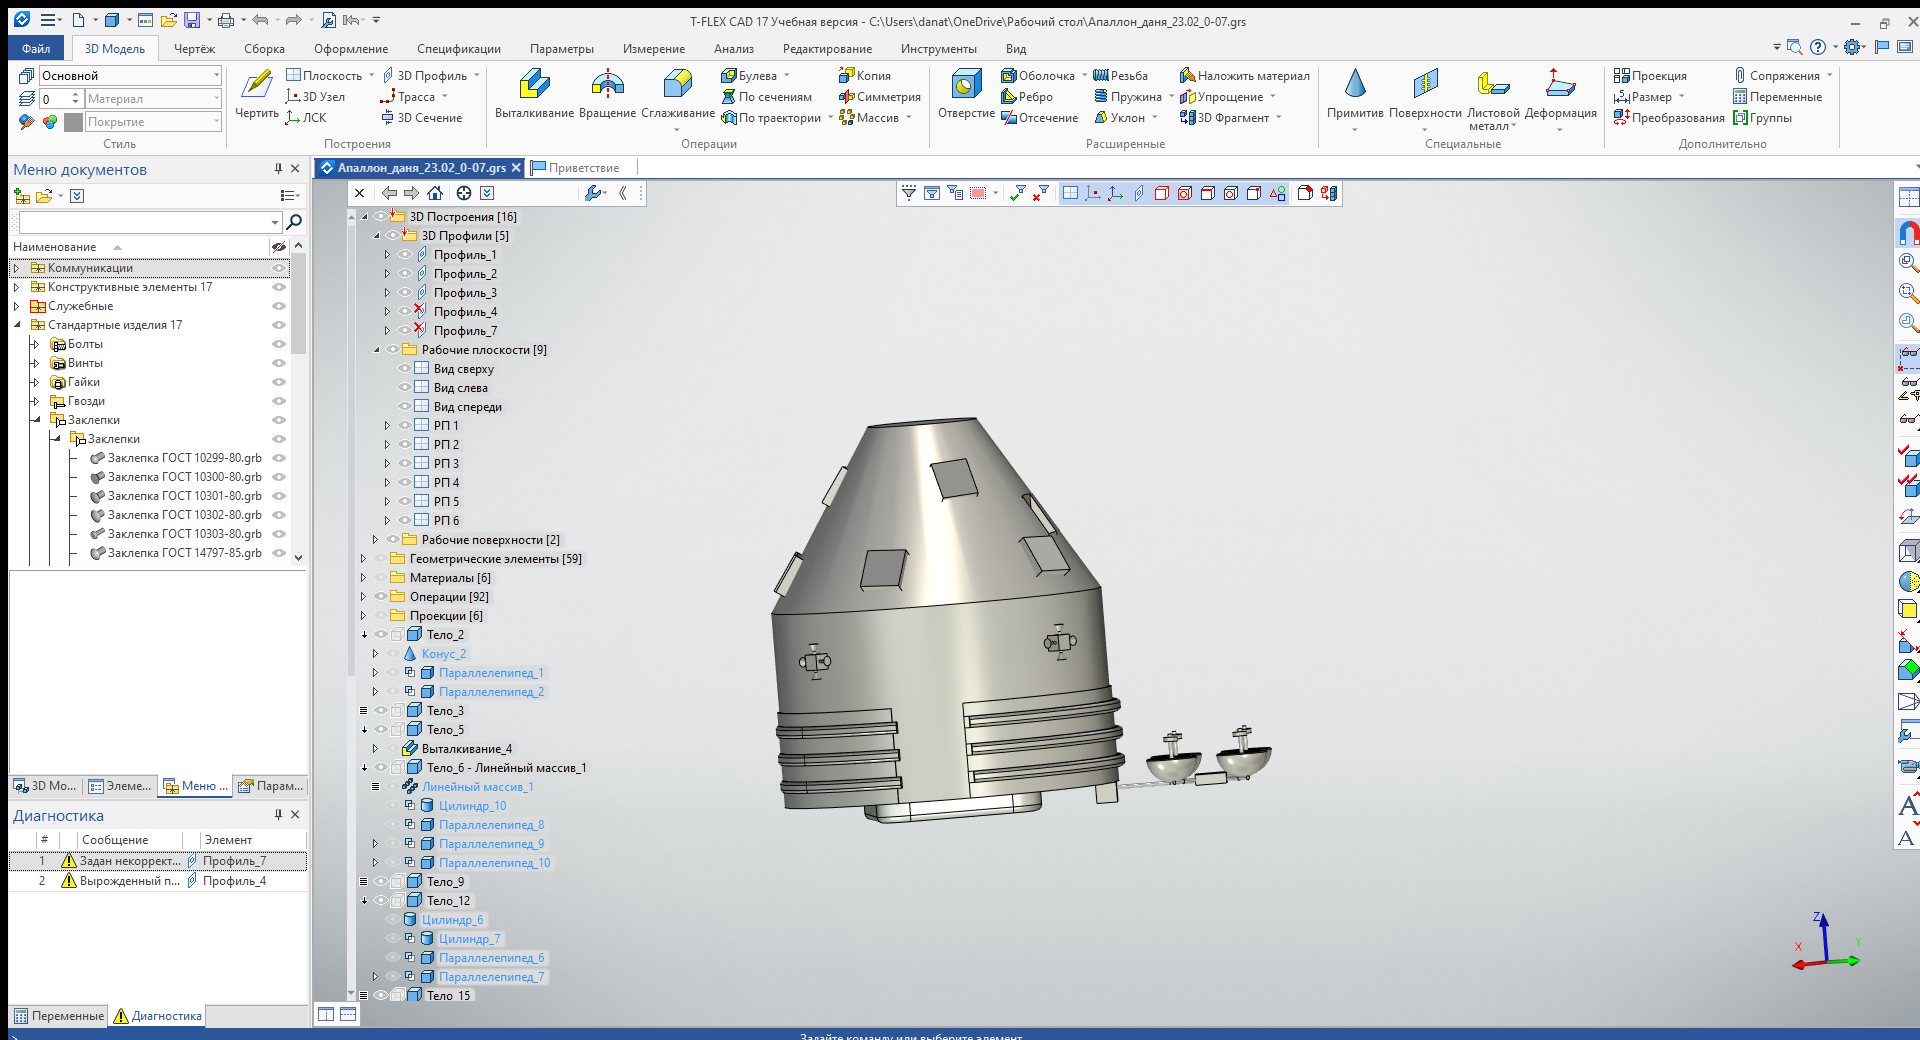 T-FLEX CAD 17 Учебная версия - C:\Users\danat\OneDrive\Рабочий стол\Апаллон_даня_23.02_0-07.grs
Файл 3D Модель Чертёж Сборка Оформление Спецификации Параметры Измерение Анализ Редактирование Инструменты Вид
Основной
0 Материал
Покрытие
Стиль
Чертить
Плоскость
3D Узел
ЛСК
3D Профиль
Трасса
3D Сечение
Построения
Выталкивание Вращение Сглаживание
Булева
По сечениям
По траектории
Копия
Симметрия
Массив
Операции
Отверстие
Оболочка
Ребро
Отсечение
Резьба
Пружина
Уклон
Наложить материал
Упрощение
3D Фрагмент
Расширенные
Примитив Поверхности Листовой металл Деформация
Специальные
Проекция
Размер
Преобразования
Сопряжения
Переменные
Группы
Дополнительно
Меню документов
Наименование
Коммуникации
Конструктивные элементы 17
Служебные
Стандартные изделия 17
Болты
Винты
Гайки
Гвозди
Заклепки
Заклепки
Заклепка ГОСТ 10299-80.grb
Заклепка ГОСТ 10300-80.grb
Заклепка ГОСТ 10301-80.grb
Заклепка ГОСТ 10302-80.grb
Заклепка ГОСТ 10303-80.grb
Заклепка ГОСТ 14797-85.grb
3D Мо... Элеме... Меню ... Парам...
Диагностика
# Сообщение Элемент
1 Задан некоррект... Профиль_7
2 Вырожденный п... Профиль_4
Переменные Диагностика
Апаллон_даня_23.02_0-07.grs Приветствие
3D Построения [16]
3D Профили [5]
Профиль_1
Профиль_2
Профиль_3
Профиль_4
Профиль_7
Рабочие плоскости [9]
Вид сверху
Вид слева
Вид спереди
РП 1
РП 2
РП 3
РП 4
РП 5
РП 6
Рабочие поверхности [2]
Геометрические элементы [59]
Материалы [6]
Операции [92]
Проекции [6]
Тело_2
Конус_2
Параллелепипед_1
Параллелепипед_2
Тело_3
Тело_5
Выталкивание_4
Тело_6 - Линейный массив_1
Линейный массив_1
Цилиндр_10
Параллелепипед_8
Параллелепипед_9
Параллелепипед_10
Тело_9
Тело_12
Цилиндр_6
Цилиндр_7
Параллелепипед_6
Параллелепипед_7
Тело 15
Z
X
Y
A
A
Задайте команду или выберите элемент